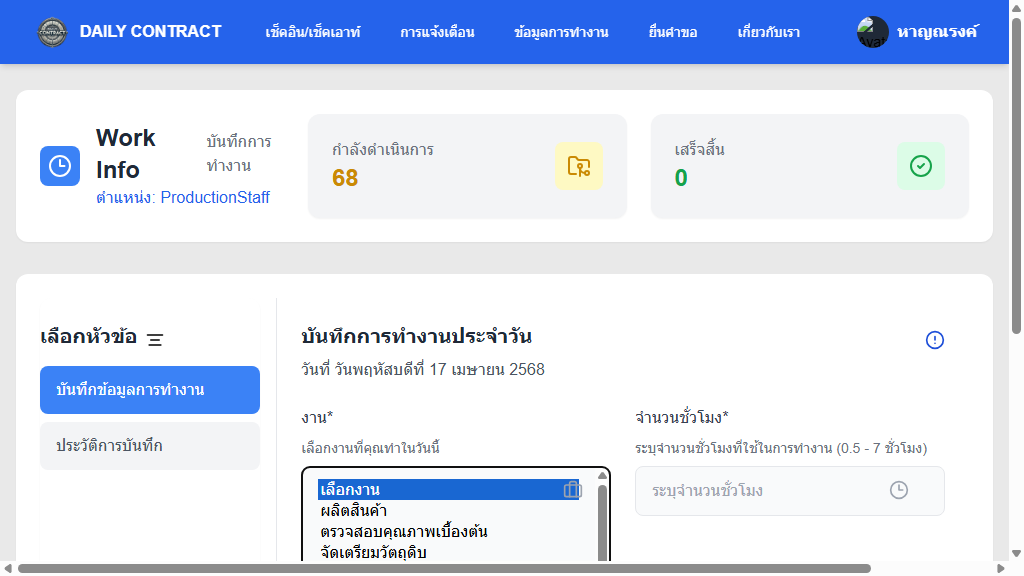 DAILY CONTRACT
เช็คอิน/เช็คเอาท์
การแจ้งเตือน
ข้อมูลการทำงาน
ยื่นคำขอ
เกี่ยวกับเรา
หาญณรงค์
Work
Info
บันทึกการ
ทำงาน
ตำแหน่ง: ProductionStaff
กำลังดำเนินการ
68
เสร็จสิ้น
0
เลือกหัวข้อ
บันทึกข้อมูลการทำงาน
ประวัติการบันทึก
บันทึกการทำงานประจำวัน
วันที่ วันพฤหัสบดีที่ 17 เมษายน 2568
งาน*
เลือกงานที่คุณทำในวันนี้
เลือกงาน
ผลิตสินค้า
ตรวจสอบคุณภาพเบื้องต้น
จัดเตรียมวัตถุดิบ
จำนวนชั่วโมง*
ระบุจำนวนชั่วโมงที่ใช้ในการทำงาน (0.5 - 7 ชั่วโมง)
ระบุจำนวนชั่วโมง